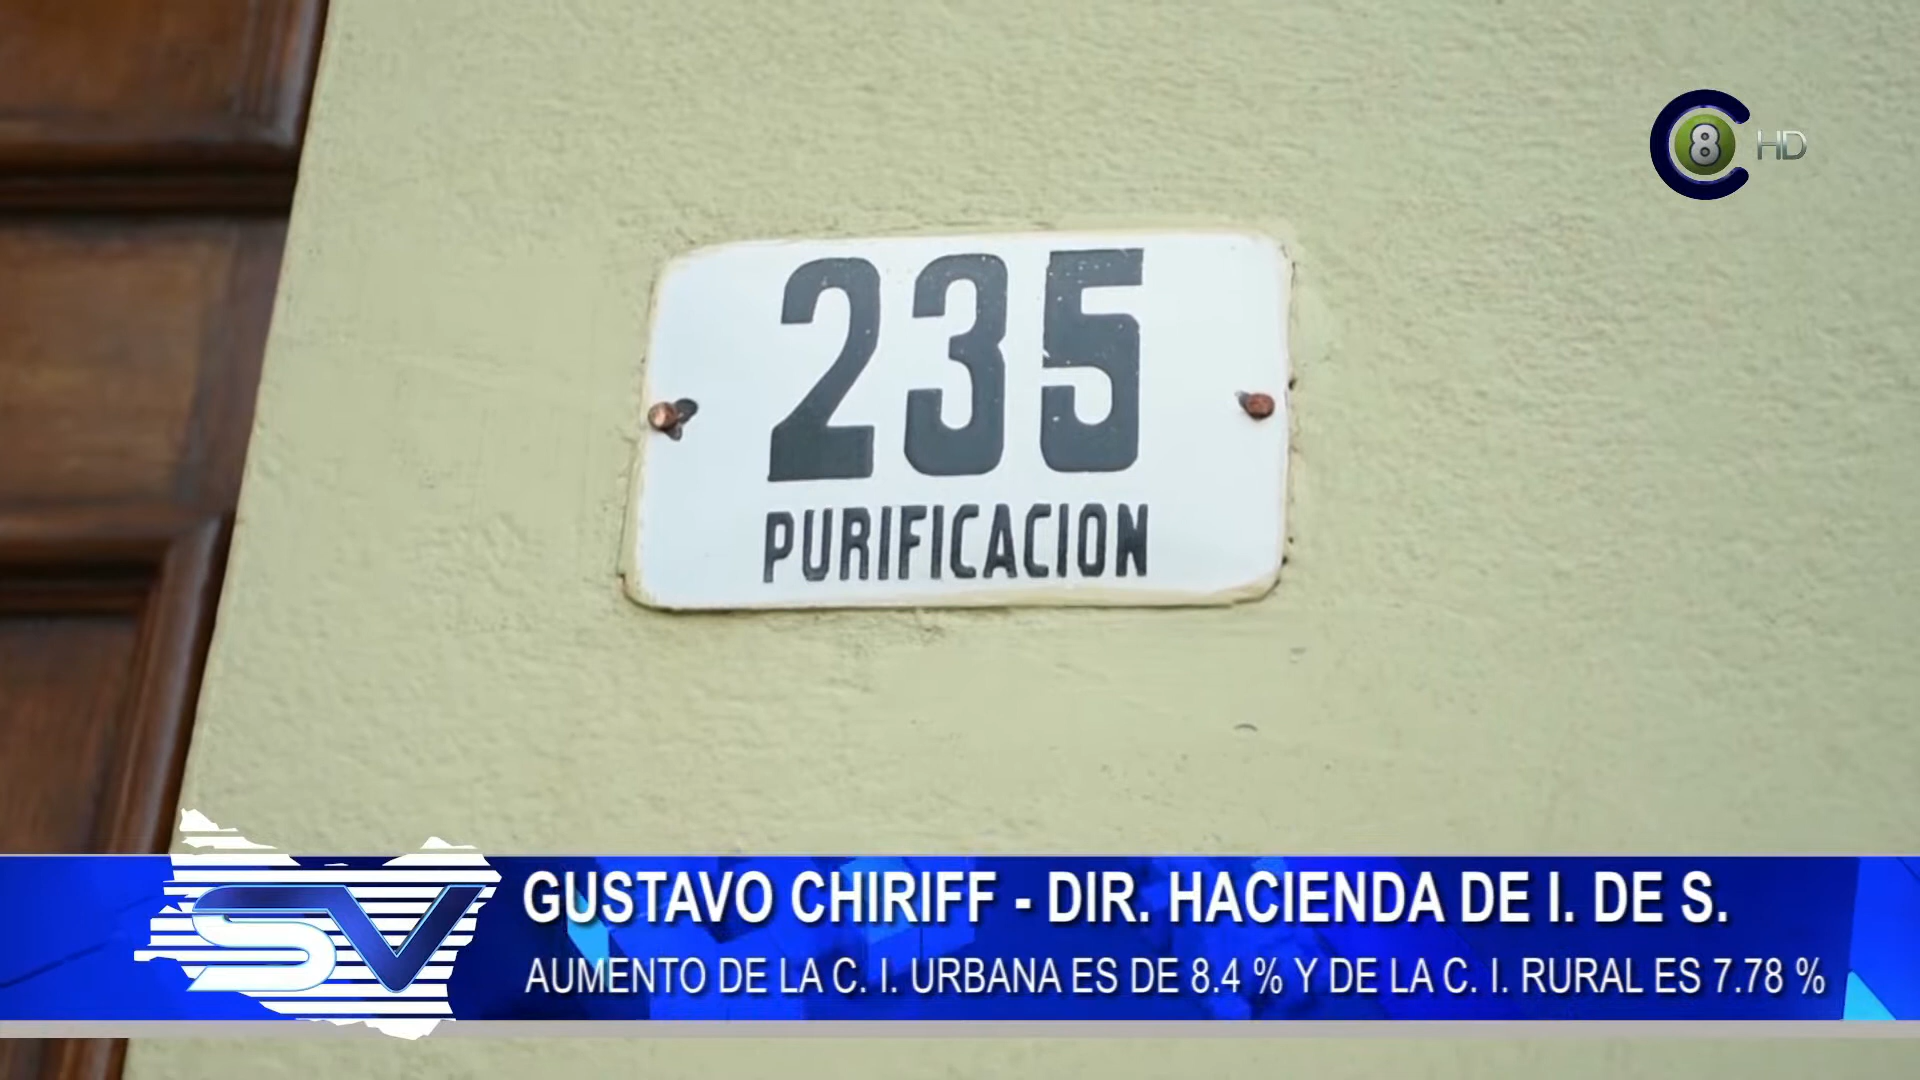 8 HD
235
PURIFICACION
SV
GUSTAVO CHIRIFF - DIR. HACIENDA DE I. DE S.
AUMENTO DE LA C. I. URBANA ES DE 8.4 % Y DE LA C. I. RURAL ES 7.78 %